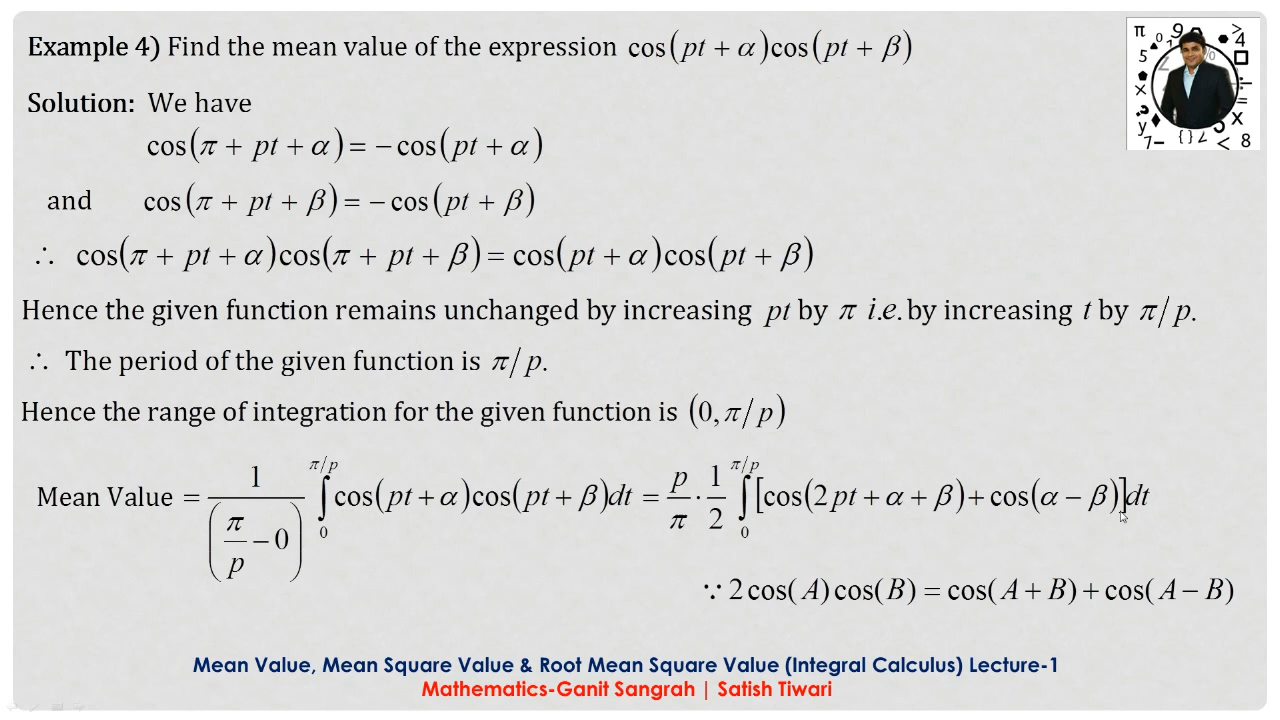 Example 4) Find the mean value of the expression cos(pt + α)cos(pt + β)
Solution: We have
cos(π + pt + α) = −cos(pt + α)
and cos(π + pt + β) = −cos(pt + β)
∴ cos(π + pt + α)cos(π + pt + β) = cos(pt + α)cos(pt + β)
Hence the given function remains unchanged by increasing pt by π i.e. by increasing t by π/p.
∴ The period of the given function is π/p.
Hence the range of integration for the given function is (0, π/p)
Mean Value = 1/(π/p − 0) ∫₀^{π/p} cos(pt + α)cos(pt + β)dt = p/π · 1/2 ∫₀^{π/p} [cos(2pt + α + β) + cos(α − β)]dt
∵ 2cos(A)cos(B) = cos(A + B) + cos(A − B)
Mean Value, Mean Square Value & Root Mean Square Value (Integral Calculus) Lecture-1
Mathematics-Ganit Sangrah | Satish Tiwari